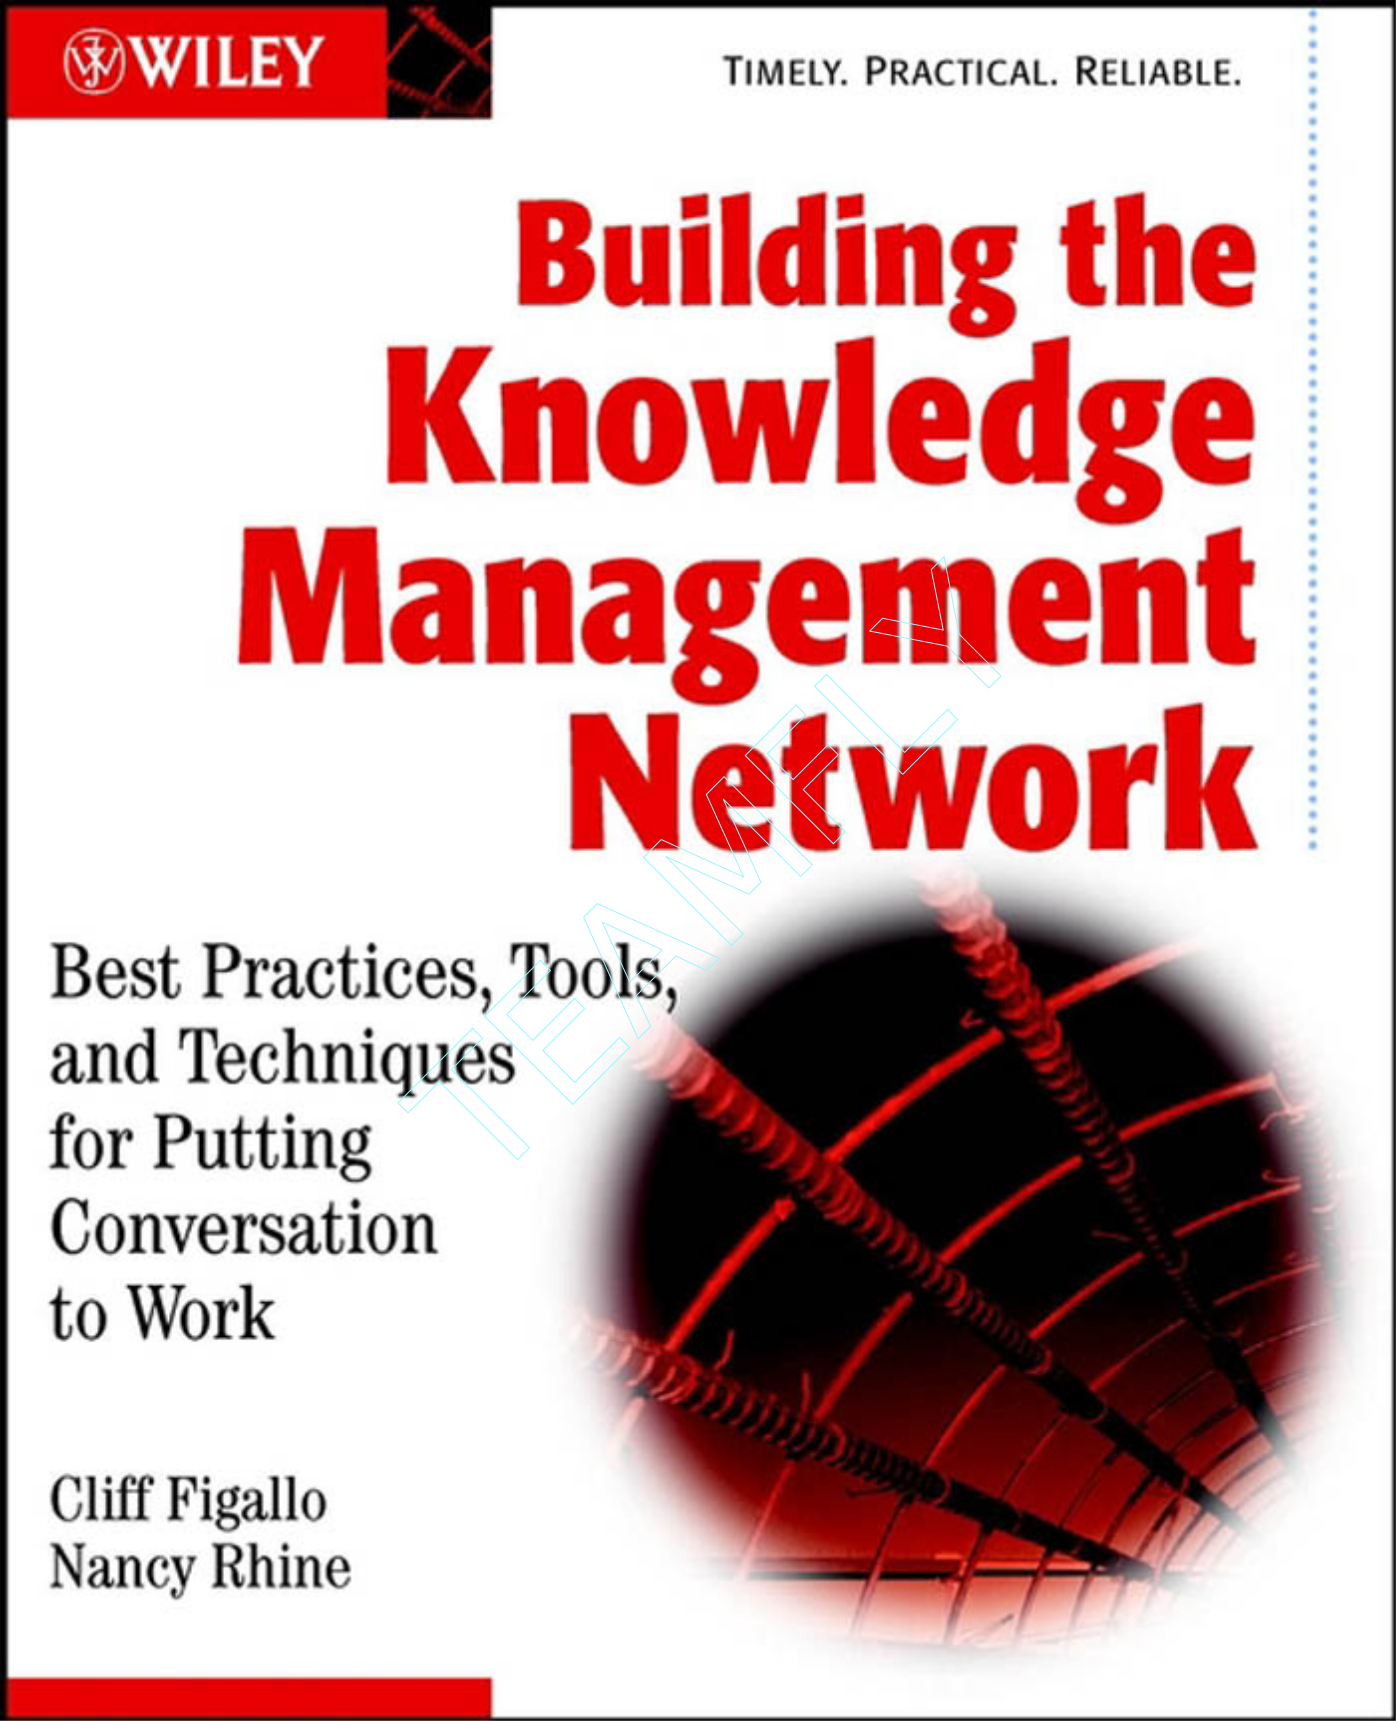 WILEY
TIMELY. PRACTICAL. RELIABLE.
Building the
Knowledge
Management
Network
Best Practices, Tools,
and Techniques
for Putting
Conversation
to Work
Cliff Figallo
Nancy Rhine
TEAMFLY